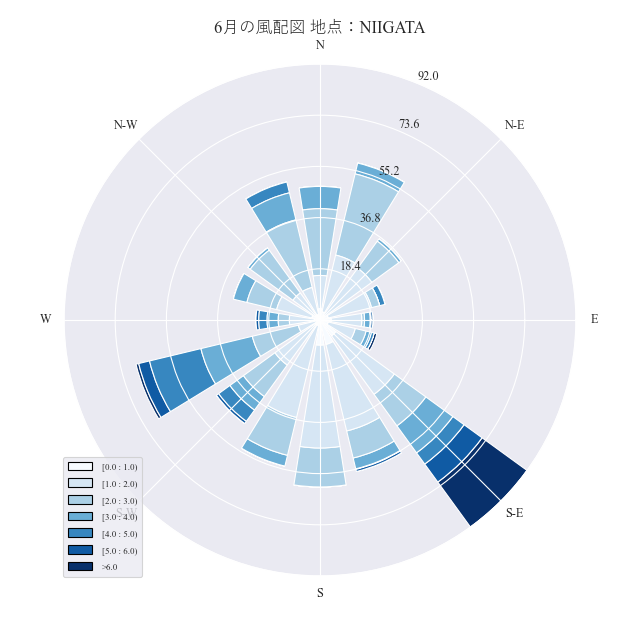 6月の風配図 地点：NIIGATA
N
92.0
N-W
73.6
N-E
55.2
36.8
18.4
W
E
[0.0 : 1.0)
[1.0 : 2.0)
[2.0 : 3.0)
[3.0 : 4.0)
[4.0 : 5.0)
[5.0 : 6.0)
>6.0
S-W
S-E
S